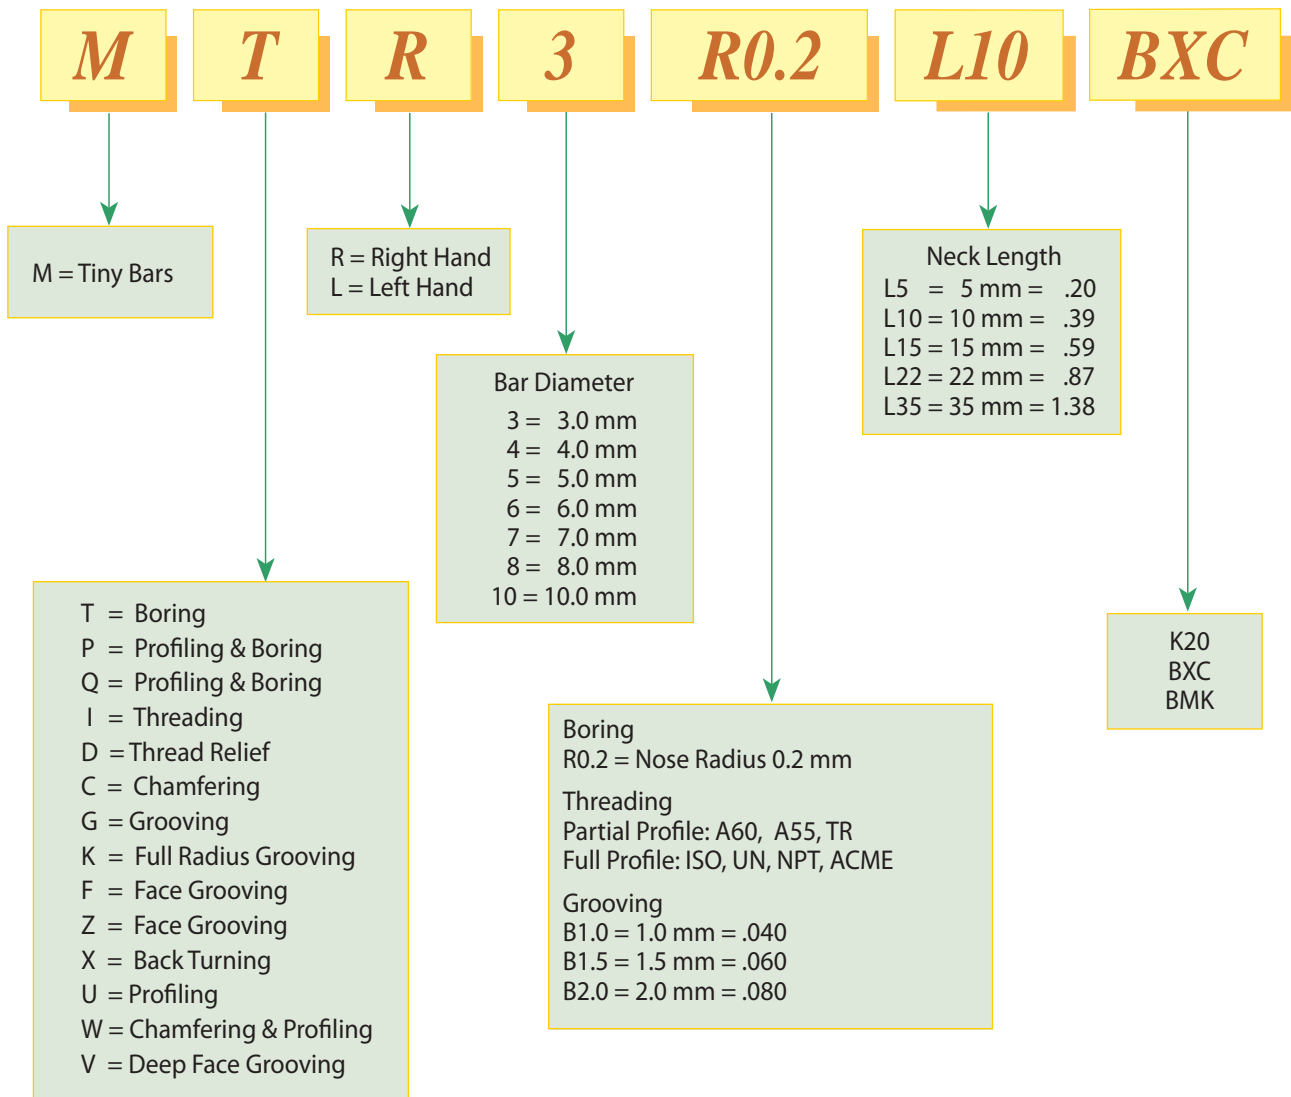 M T R 3 R0.2 L10 BXC
M = Tiny Bars
R = Right Hand
L = Left Hand
Neck Length
L5 = 5 mm = .20
L10 = 10 mm = .39
L15 = 15 mm = .59
L22 = 22 mm = .87
L35 = 35 mm = 1.38
Bar Diameter
3 = 3.0 mm
4 = 4.0 mm
5 = 5.0 mm
6 = 6.0 mm
7 = 7.0 mm
8 = 8.0 mm
10 = 10.0 mm
T = Boring
P = Profiling & Boring
Q = Profiling & Boring
I = Threading
D = Thread Relief
C = Chamfering
G = Grooving
K = Full Radius Grooving
F = Face Grooving
Z = Face Grooving
X = Back Turning
U = Profiling
W = Chamfering & Profiling
V = Deep Face Grooving
Boring
R0.2 = Nose Radius 0.2 mm
Threading
Partial Profile: A60, A55, TR
Full Profile: ISO, UN, NPT, ACME
Grooving
B1.0 = 1.0 mm = .040
B1.5 = 1.5 mm = .060
B2.0 = 2.0 mm = .080
K20
BXC
BMK